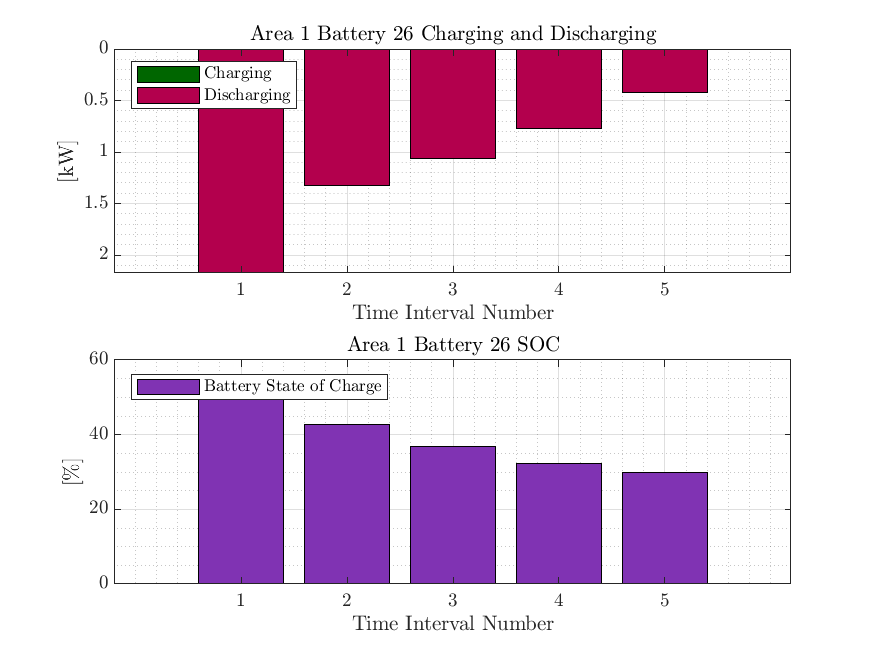 Area 1 Battery 26 Charging and Discharging
0
0.5
1
1.5
2
[kW]
Charging
Discharging
1 2 3 4 5
Time Interval Number
Area 1 Battery 26 SOC
60
40
20
0
[%]
Battery State of Charge
1 2 3 4 5
Time Interval Number